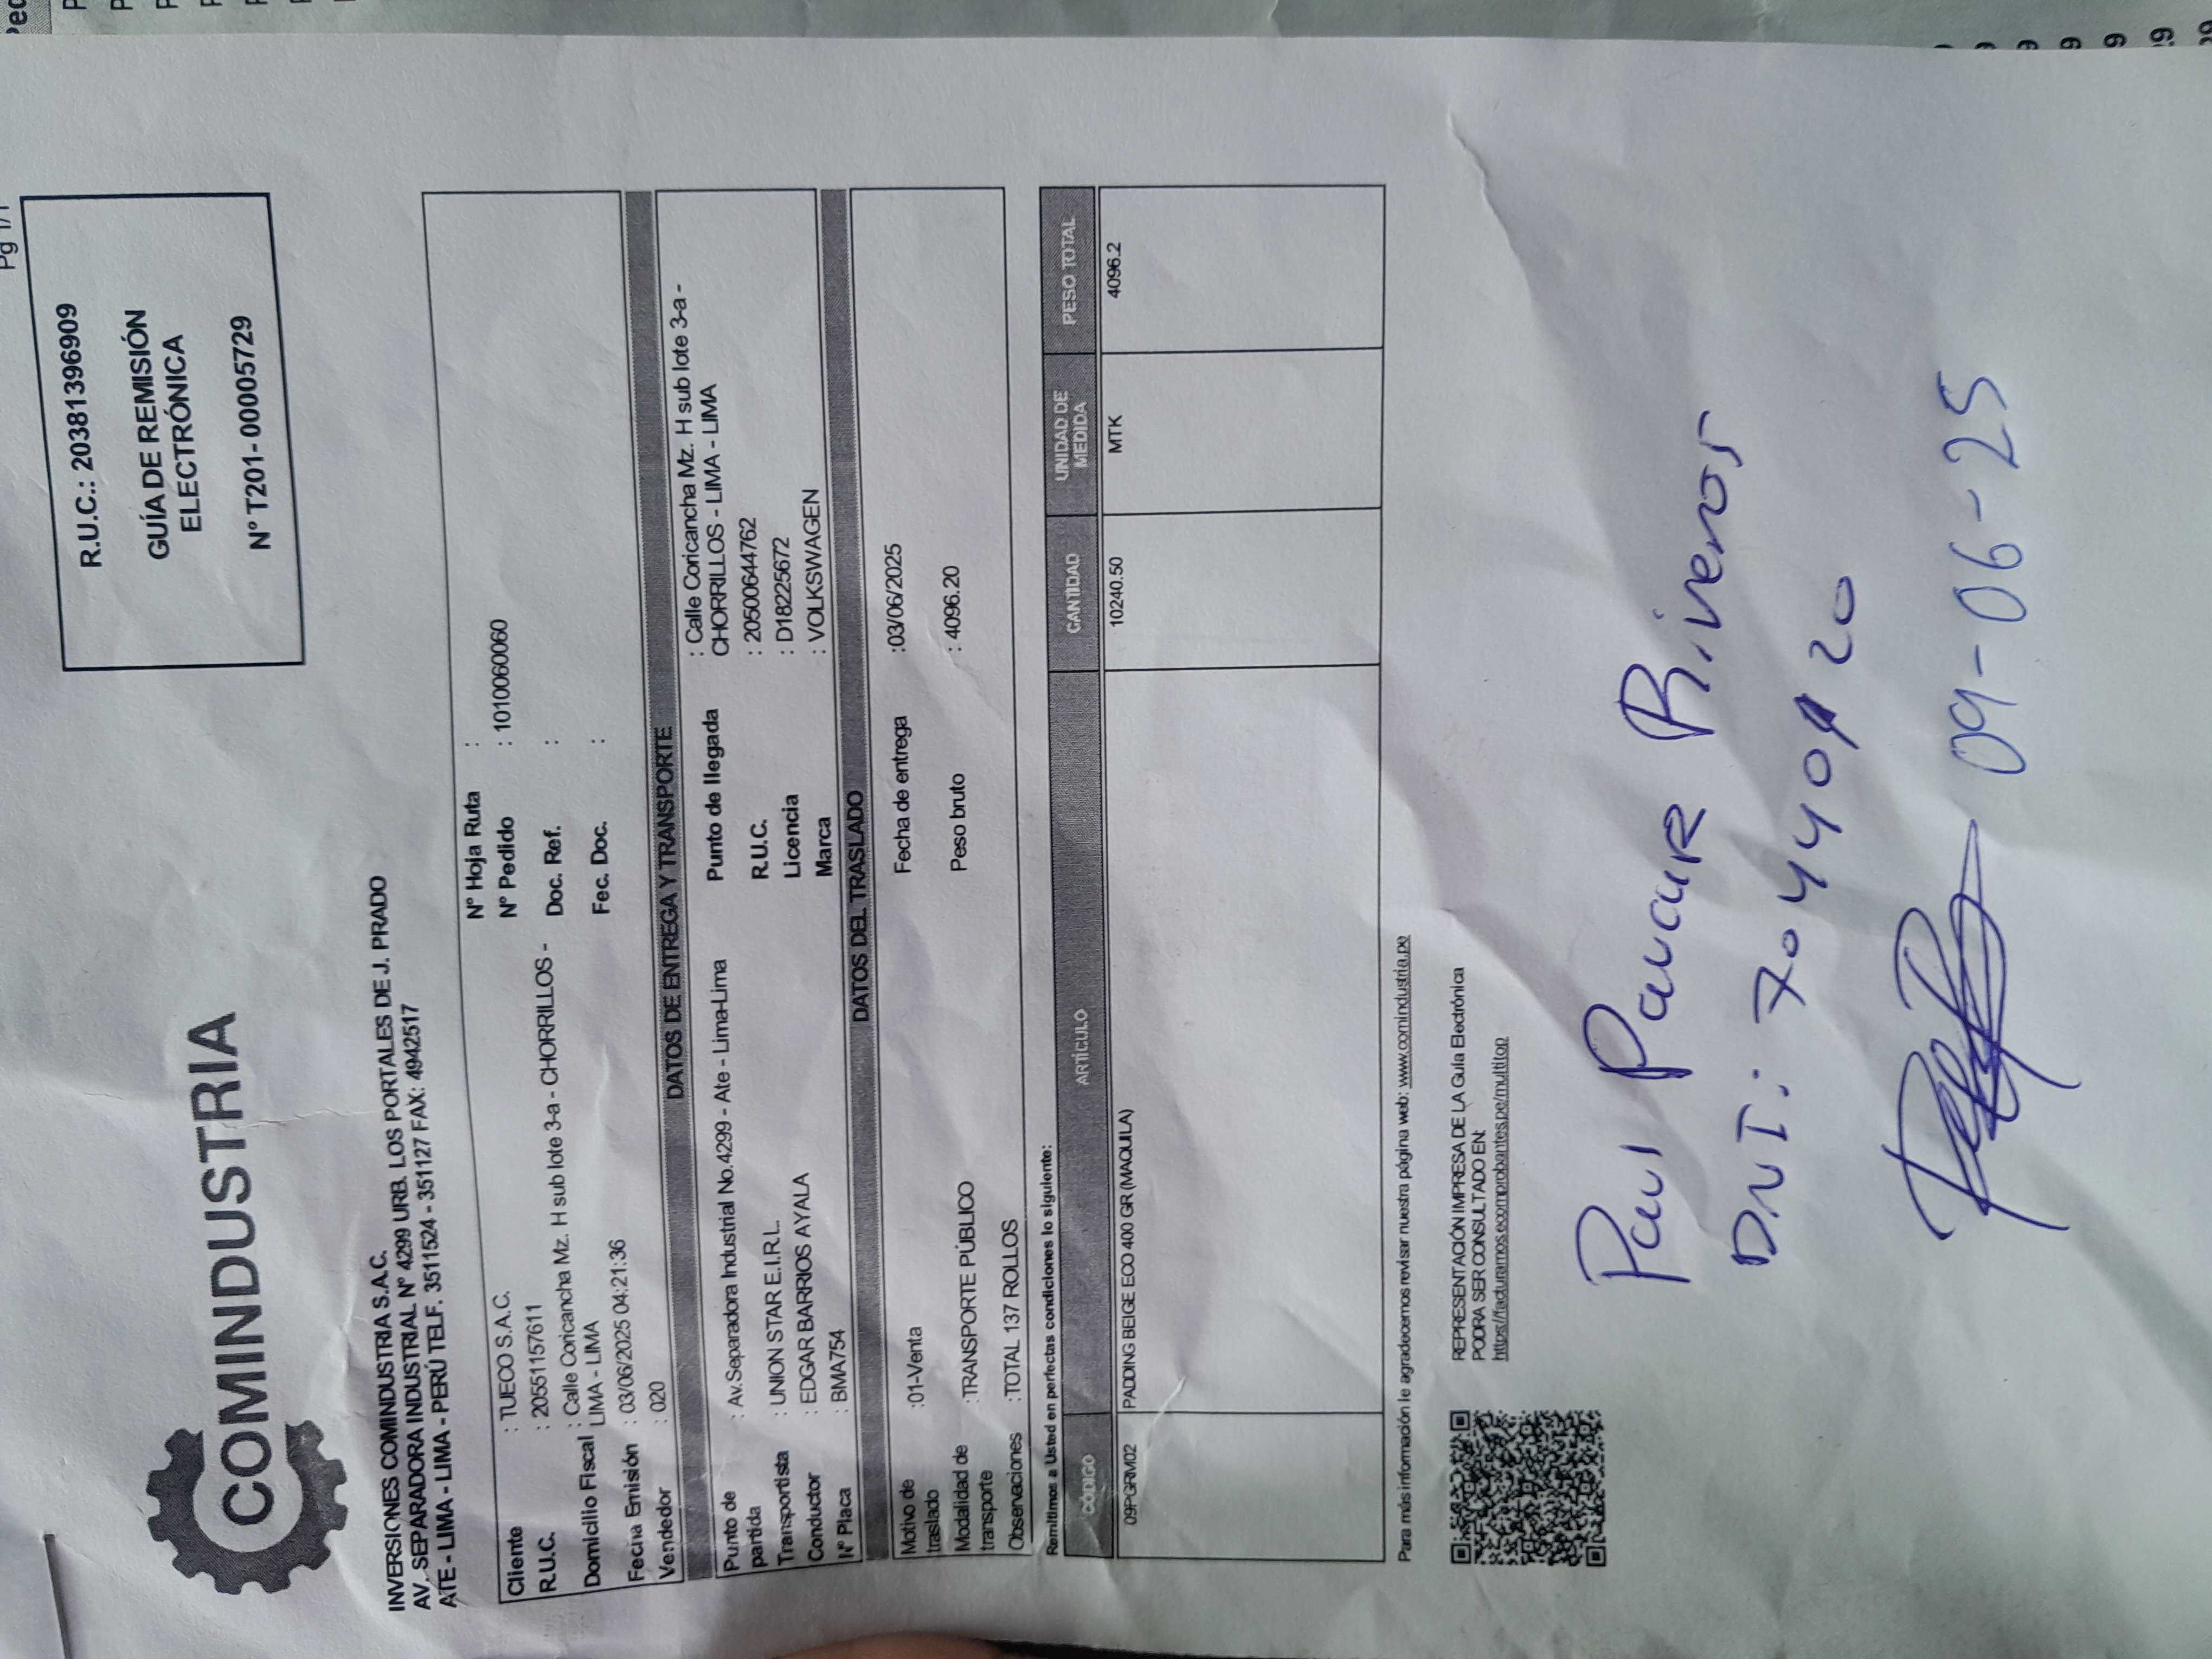 Pg 1/1
COMINDUSTRIA
R.U.C.: 20381396909
GUÍA DE REMISIÓN
ELECTRÓNICA
Nº T201- 00005729
INVERSIONES COMINDUSTRIA S.A.C.
AV. SEPARADORA INDUSTRIAL Nº 4299 URB. LOS PORTALES DE J. PRADO
ATE - LIMA - LIMA - PERÚ TELF. 3511524 - 351127 FAX: 4942517
Cliente : TUECO S.A.C. Nº Hoja Ruta :
R.U.C. : 20551157611 Nº Pedido : 1010060060
Domicilio Fiscal : Calle Coricancha Mz. H sub lote 3-a - CHORRILLOS - Doc. Ref. :
LIMA - LIMA
Fecha Emisión : 03/06/2025 04:21:36 Fec. Doc. :
Vendedor : 020
DATOS DE ENTREGA Y TRANSPORTE
Punto de partida : Av.Separadora Industrial No.4299 - Ate - Lima-Lima Punto de llegada : Calle Coricancha Mz. H sub lote 3-a -
CHORRILLOS - LIMA - LIMA
Transportista : UNION STAR E.I.R.L. R.U.C. : 20500644762
Conductor : EDGAR BARRIOS AYALA Licencia : D18225672
Nº Placa : BMA754 Marca : VOLKSWAGEN
DATOS DEL TRASLADO
Motivo de traslado :01-Venta Fecha de entrega :03/06/2025
Modalidad de transporte :TRANSPORTE PÚBLICO Peso bruto : 4096.20
Observaciones :TOTAL 137 ROLLOS
Remitimos a Usted en perfectas condiciones lo siguiente:
CÓDIGO ARTÍCULO CANTIDAD UNIDAD DE MEDIDA PESO TOTAL
09PGRM02 PADDING BEIGE ECO 400 GR (MAQUILA) 10240.50 MTK 4096.2
Para más información le agradecemos revisar nuestra página web: www.comindustria.pe
REPRESENTACIÓN IMPRESA DE LA Guía Electrónica
PODRA SER CONSULTADO EN:
https://facturamos.ecomprobantes.pe/multitop
Paul Paucar Riveros
DNI: 7044
09-06-25